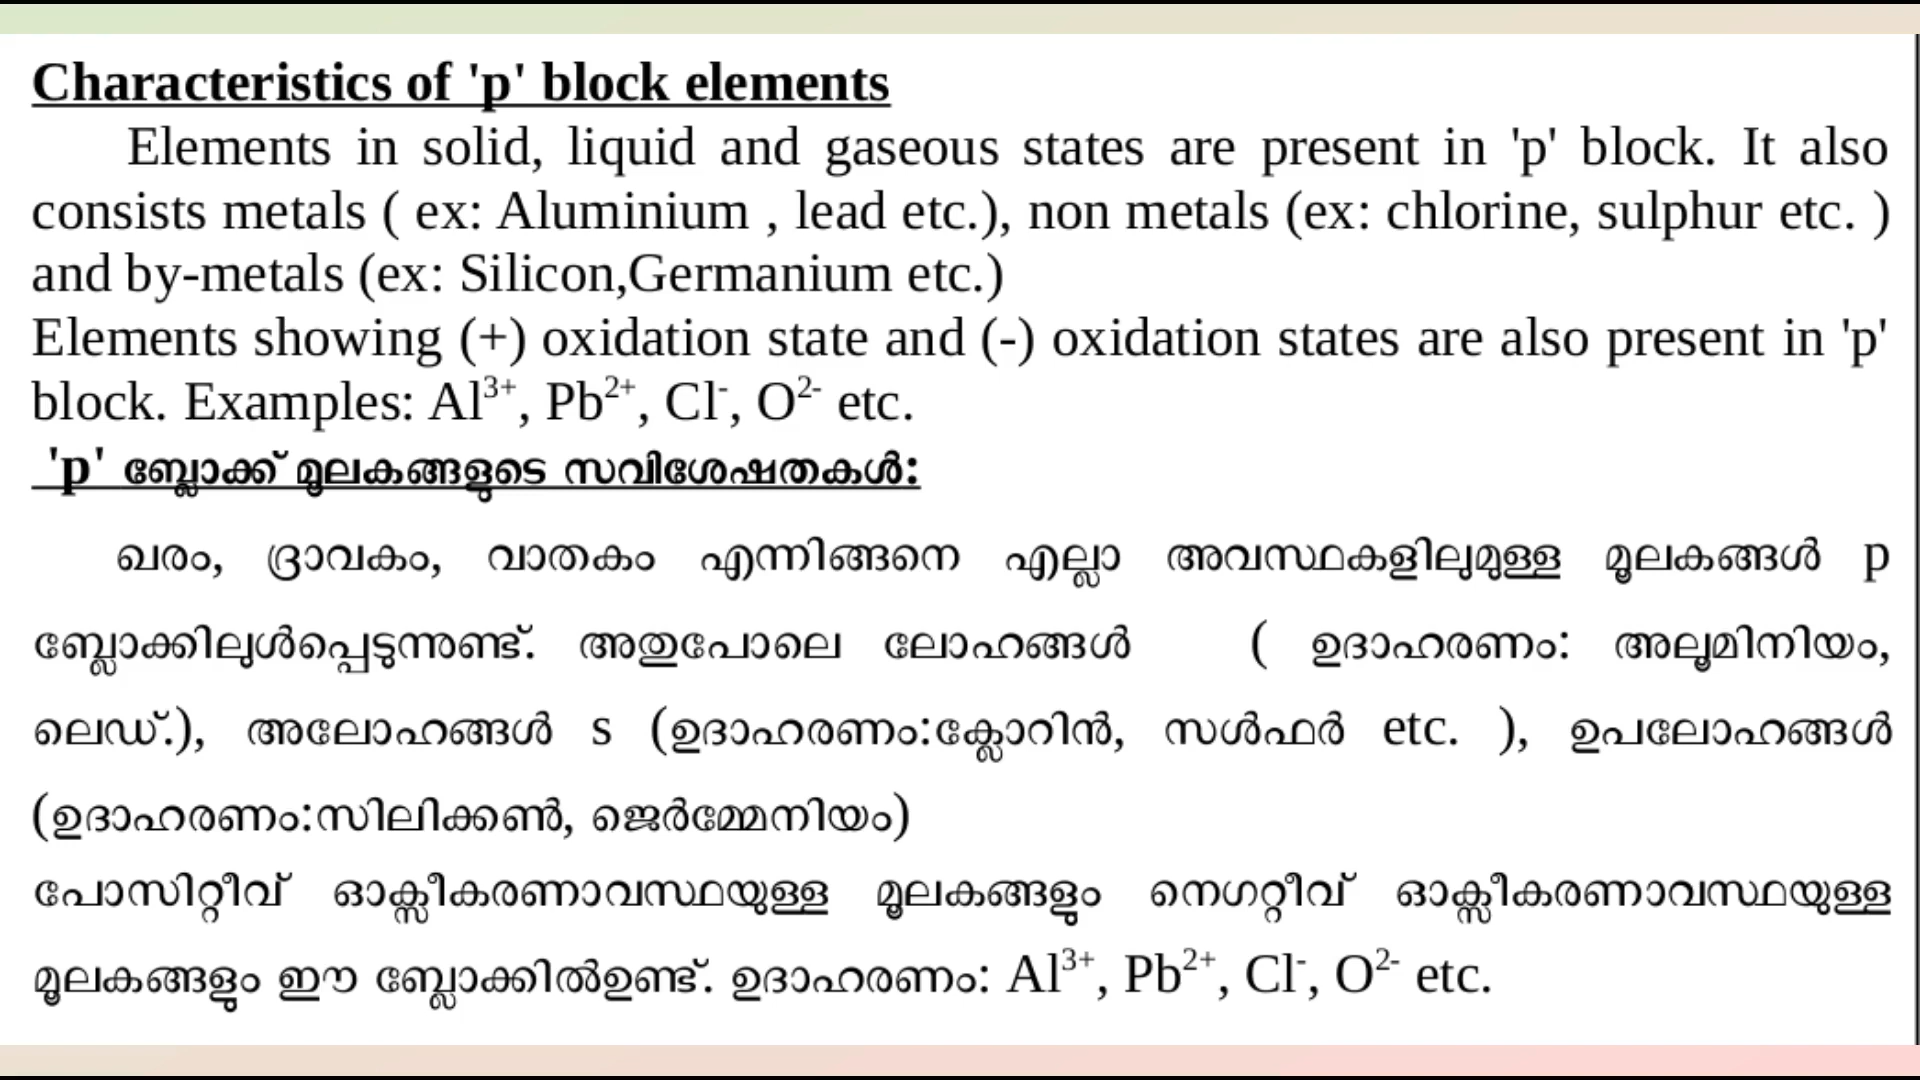 Characteristics of 'p' block elements
Elements in solid, liquid and gaseous states are present in 'p' block. It also
consists metals ( ex: Aluminium , lead etc.), non metals (ex: chlorine, sulphur etc. )
and by-metals (ex: Silicon,Germanium etc.)
Elements showing (+) oxidation state and (-) oxidation states are also present in 'p'
block. Examples: Al³⁺, Pb²⁺, Cl⁻, O²⁻ etc.
'p' ബ്ലോക്ക് മൂലകങ്ങളുടെ സവിശേഷതകൾ:
ഖരം, ദ്രാവകം, വാതകം എന്നിങ്ങനെ എല്ലാ അവസ്ഥകളിലുമുള്ള മൂലകങ്ങൾ p
ബ്ലോക്കിലുൾപ്പെടുന്നുണ്ട്. അതുപോലെ ലോഹങ്ങൾ ( ഉദാഹരണം: അലൂമിനിയം,
ലെഡ്.), അലോഹങ്ങൾ s (ഉദാഹരണം:ക്ലോറിൻ, സൾഫർ etc. ), ഉപലോഹങ്ങൾ
(ഉദാഹരണം:സിലിക്കൺ, ജെർമ്മേനിയം)
പോസിറ്റീവ് ഓക്സീകരണാവസ്ഥയുള്ള മൂലകങ്ങളും നെഗറ്റീവ് ഓക്സീകരണാവസ്ഥയുള്ള
മൂലകങ്ങളും ഈ ബ്ലോക്കിൽഉണ്ട്. ഉദാഹരണം: Al³⁺, Pb²⁺, Cl⁻, O²⁻ etc.